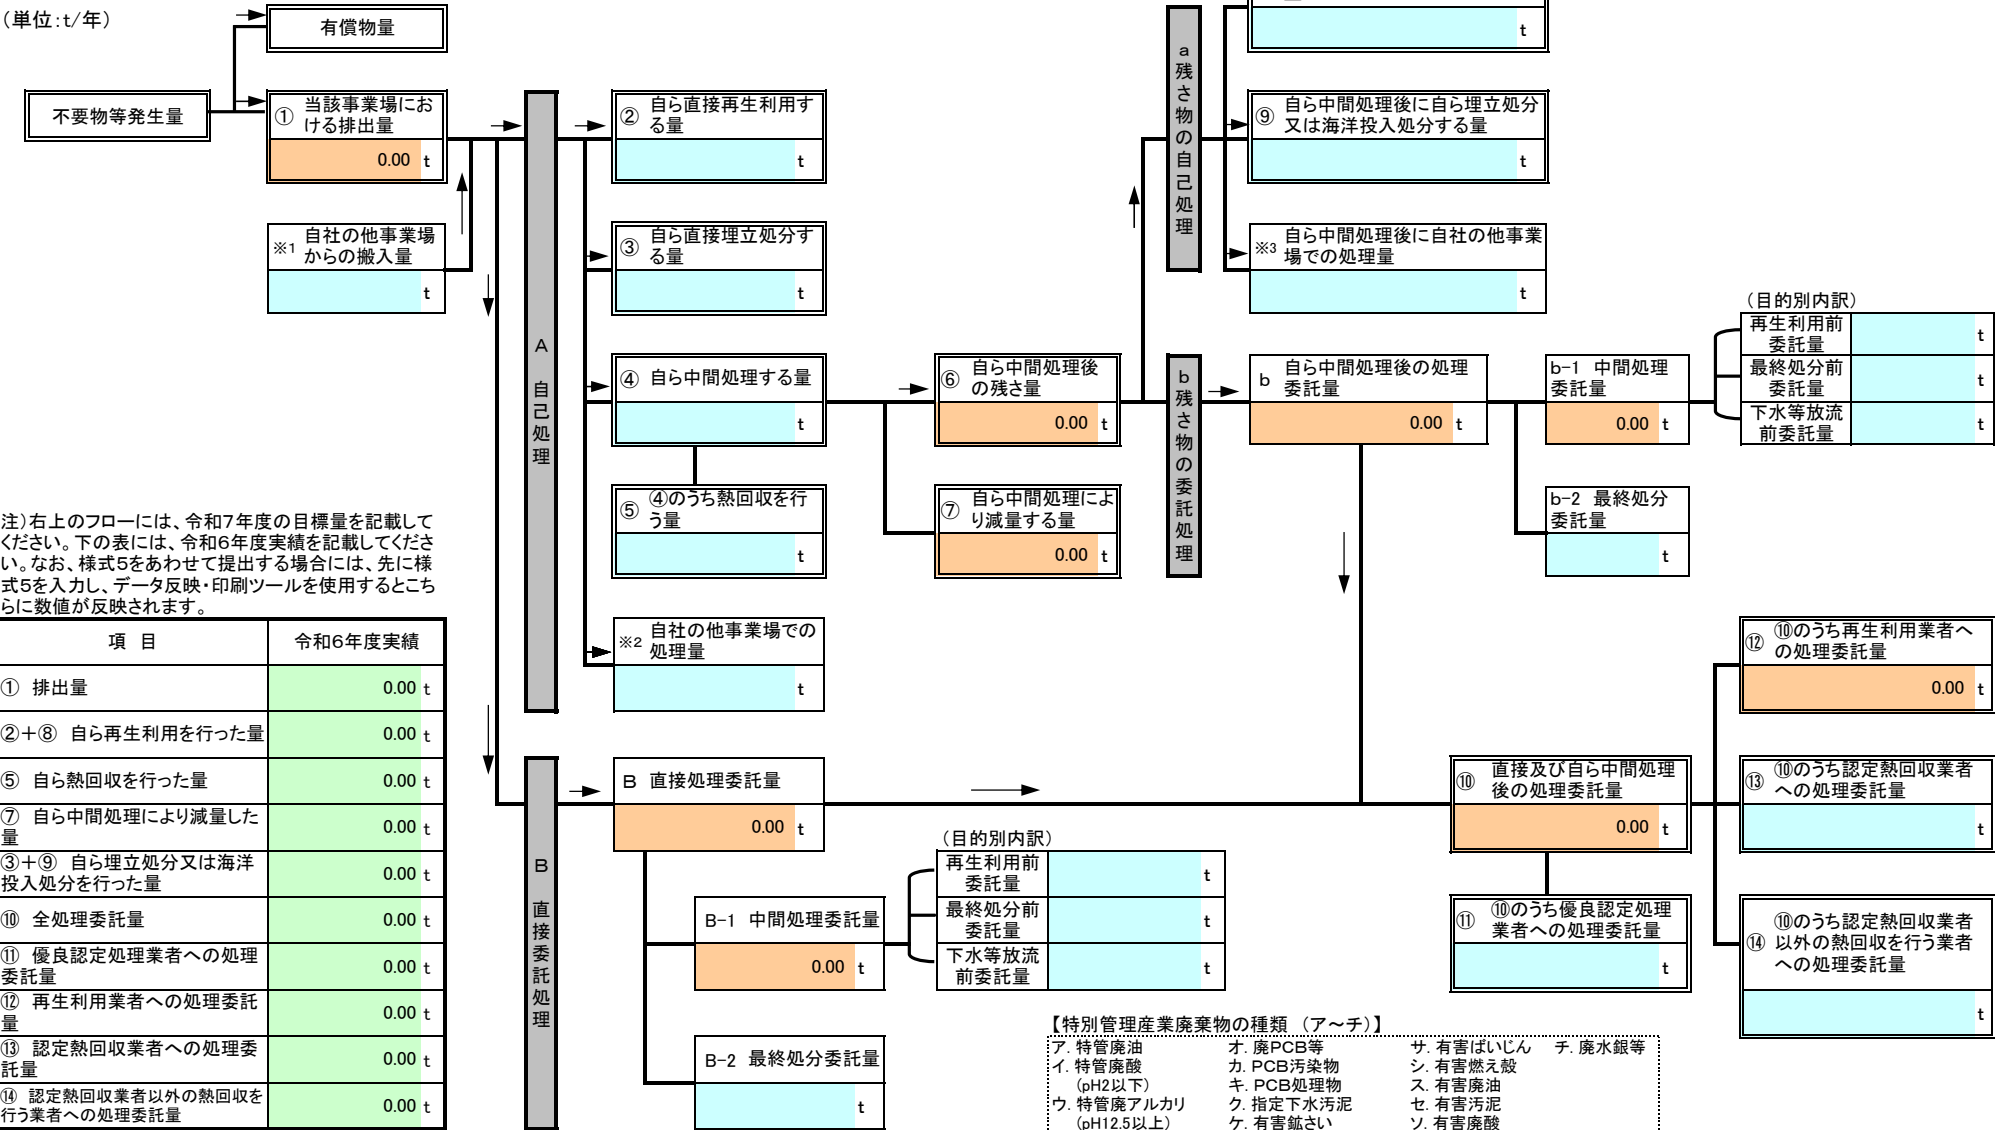 （単位：t/年）
有償物量
不要物等発生量
① 当該事業場にお
ける排出量
0.00 t
※1 自社の他事業場
からの搬入量
t
A 自己処理
② 自ら直接再生利用す
る量
t
③ 自ら直接埋立処分す
る量
t
④ 自ら中間処理する量
t
⑤ ④のうち熱回収を行
う量
t
※2 自社の他事業場での
処理量
t
⑥ 自ら中間処理後
の残さ量
0.00 t
⑦ 自ら中間処理によ
り減量する量
0.00 t
a 残さ物の自己処理
t
⑨ 自ら中間処理後に自ら埋立処分
又は海洋投入処分する量
t
※3 自ら中間処理後に自社の他事業
場での処理量
t
b 残さ物の委託処理
b 自ら中間処理後の処理
委託量
0.00 t
b-1 中間処理
委託量
0.00 t
b-2 最終処分
委託量
t
（目的別内訳）
再生利用前
委託量
t
最終処分前
委託量
t
下水等放流
前委託量
t
注）右上のフローには、令和7年度の目標量を記載して
ください。下の表には、令和6年度実績を記載してくださ
い。なお、様式5をあわせて提出する場合には、先に様
式5を入力し、データ反映・印刷ツールを使用するとこち
らに数値が反映されます。
項 目 令和6年度実績
① 排出量 0.00 t
②＋⑧ 自ら再生利用を行った量 0.00 t
⑤ 自ら熱回収を行った量 0.00 t
⑦ 自ら中間処理により減量した
量 0.00 t
③＋⑨ 自ら埋立処分又は海洋
投入処分を行った量 0.00 t
⑩ 全処理委託量 0.00 t
⑪ 優良認定処理業者への処理
委託量 0.00 t
⑫ 再生利用業者への処理委託
量 0.00 t
⑬ 認定熱回収業者への処理委
託量 0.00 t
⑭ 認定熱回収業者以外の熱回収を
行う業者への処理委託量 0.00 t
B 直接委託処理
B 直接処理委託量
0.00 t
B-1 中間処理委託量
0.00 t
B-2 最終処分委託量
t
（目的別内訳）
再生利用前
委託量
t
最終処分前
委託量
t
下水等放流
前委託量
t
⑩ 直接及び自ら中間処理
後の処理委託量
0.00 t
⑪ ⑩のうち優良認定処理
業者への処理委託量
t
⑫ ⑩のうち再生利用業者へ
の処理委託量
0.00 t
⑬ ⑩のうち認定熱回収業者
への処理委託量
t
⑭ ⑩のうち認定熱回収業者
以外の熱回収を行う業者
への処理委託量
t
【特別管理産業廃棄物の種類 （ア～チ）】
ア. 特管廃油 オ. 廃PCB等 サ. 有害ばいじん チ. 廃水銀等
イ. 特管廃酸 カ. PCB汚染物 シ. 有害燃え殻
（pH2以下） キ. PCB処理物 ス. 有害廃油
ウ. 特管廃アルカリ ク. 指定下水汚泥 セ. 有害汚泥
（pH12.5以上） ケ. 有害鉱さい ソ. 有害廃酸